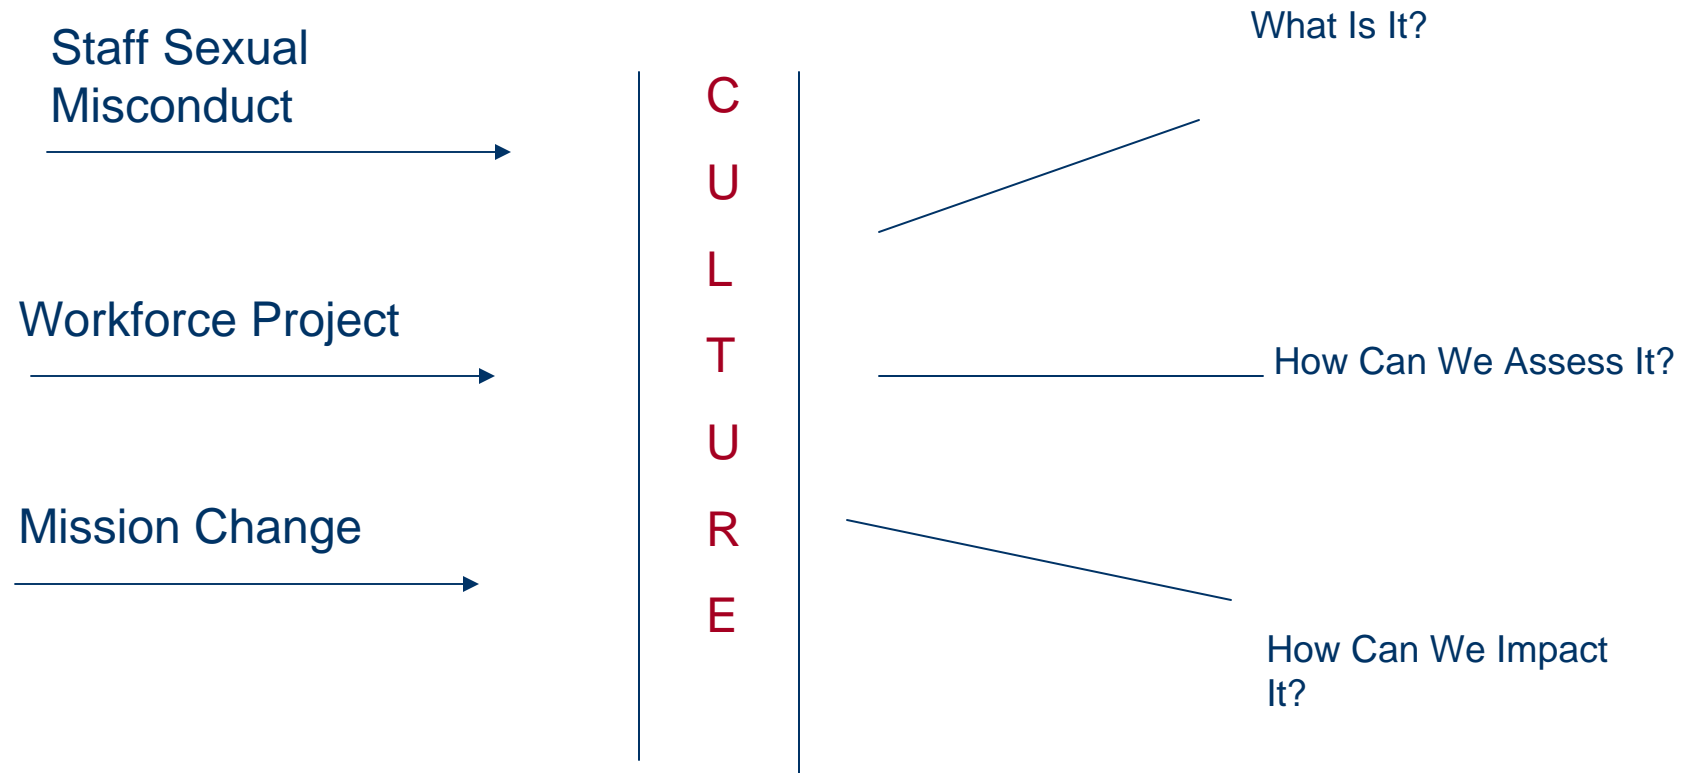 Staff Sexual
Misconduct
Workforce Project
Mission Change
C
U
L
T
U
R
E
What Is It?
How Can We Assess It?
How Can We Impact
It?